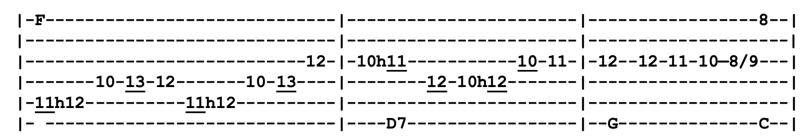 |-F------------------------------|-------------------------|------------------8--|
|--------------------------------|-------------------------|---------------------|
|-----------------------------12-|-10h11------------10-11-|-12--12-11-10—8/9---|
|-------10-13-12-------10-13-----|--------12-10h12--------|---------------------|
|-11h12----------11h12-----------|-------------------------|---------------------|
|- ------------------------------|----D7-------------------|--G---------------C--|